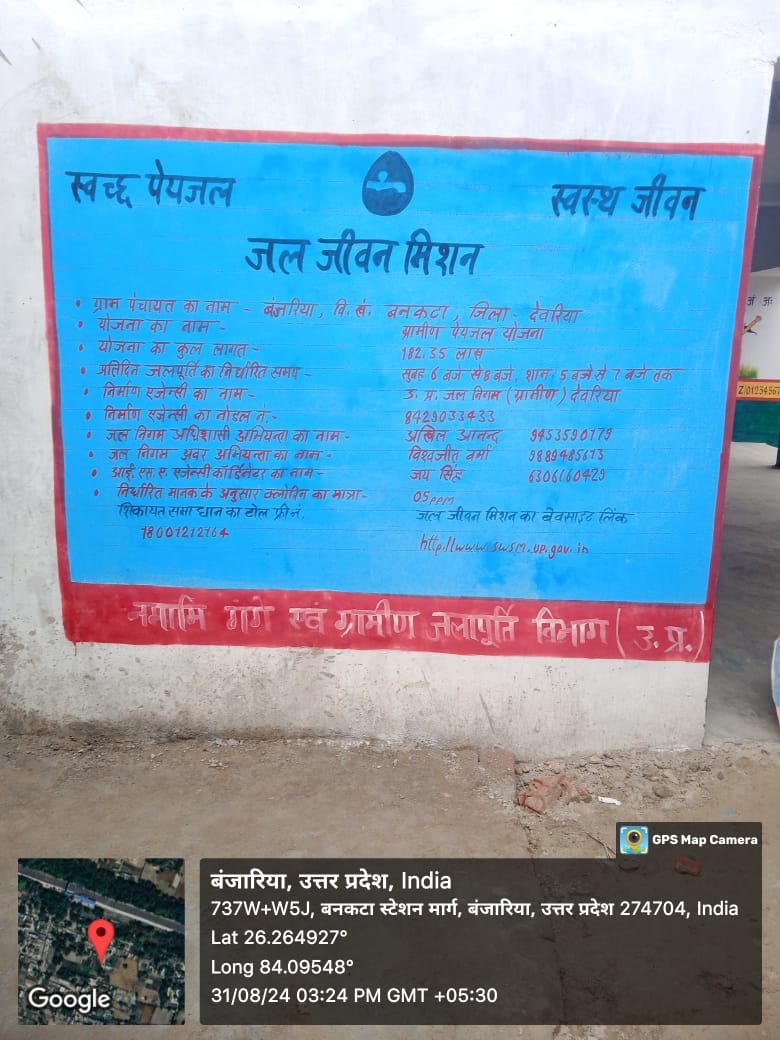 स्वच्छ पेयजल
स्वस्थ जीवन
जल जीवन मिशन
• ग्राम पंचायत का नाम - बंजरिया, वि. खं. बनकटा, जिला - देवरिया
• योजना का नाम - ग्रामीण पेयजल योजना
• योजना का कुल लागत - 182.35 लाख
• प्रतिदिन जलपूर्ति का निर्धारित समय - सुबह 6 बजे से 8 बजे, शाम 5 बजे से 7 बजे तक
• निर्माण एजेन्सी का नाम - उ. प्र. जल निगम (ग्रामीण) देवरिया
• निर्माण एजेन्सी का नोडल नं. - 8429033433
• जल निगम अधिशासी अभियन्ता का नाम - अखिल आनन्द 9453590179
• जल निगम अवर अभियन्ता का नाम - विश्वजीत वर्मा 9889485613
• आई. एस. ए. एजेन्सी कॉर्डिनेटर का नाम - जय सिंह 6306160429
• निर्धारित मानक के अनुसार क्लोरिन का मात्रा - 05 PPM
शिकायत समाधान का टोल फ्री नं. जल जीवन मिशन का वेबसाइट लिंक
18001212164 http//www.swsm.up.gov.in
नमामि गंगे एवं ग्रामीण जलापूर्ति विभाग (उ. प्र.)
अं अः
Z/01234567
GPS Map Camera
बंजारिया, उत्तर प्रदेश, India
737W+W5J, बनकटा स्टेशन मार्ग, बंजारिया, उत्तर प्रदेश 274704, India
Lat 26.264927°
Long 84.09548°
31/08/24 03:24 PM GMT +05:30
Google